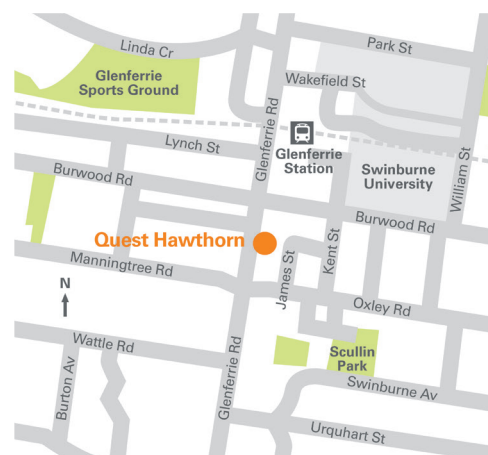 Linda Cr
Park St
Glenferrie
Sports Ground
Wakefield St
Glenferrie Rd
Lynch St
Glenferrie
Station
Swinburne
University
William St
Burwood Rd
Burwood Rd
Quest Hawthorn
Kent St
James St
Manningtree Rd
N
Oxley Rd
Wattle Rd
Glenferrie Rd
Scullin
Park
Burton Av
Swinburne Av
Urquhart St